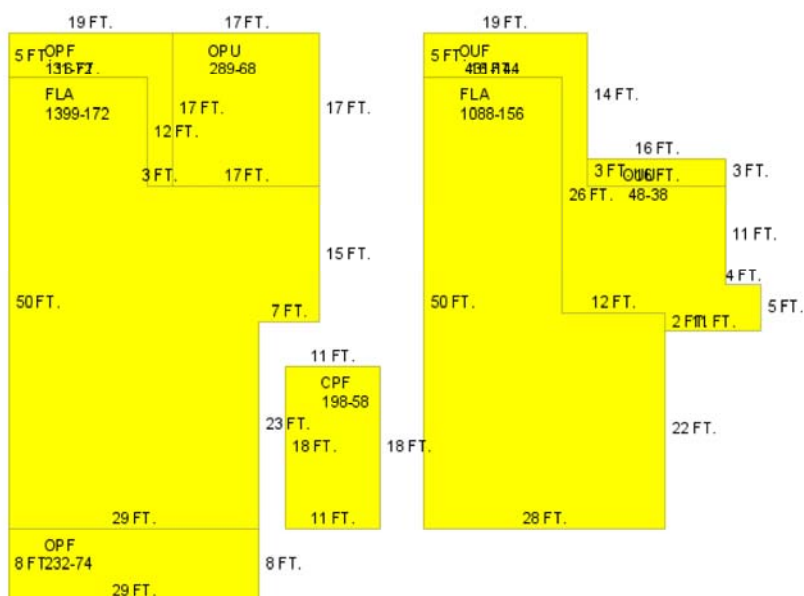 19 FT.
17 FT.
19 FT.
5 FT.
OPF
OPU
289-68
5 FT.
OUF
FLA
1399-172
17 FT.
17 FT.
12 FT.
3 FT.
17 FT.
FLA
1088-156
14 FT.
16 FT.
3 FT.
3 FT.
48-38
26 FT.
11 FT.
15 FT.
4 FT.
50 FT.
7 FT.
50 FT.
12 FT.
5 FT.
2 FT.
11 FT.
11 FT.
CPF
198-58
23 FT.
18 FT.
18 FT.
22 FT.
29 FT.
11 FT.
28 FT.
OPF
8 FT.
232-74
8 FT.
29 FT.